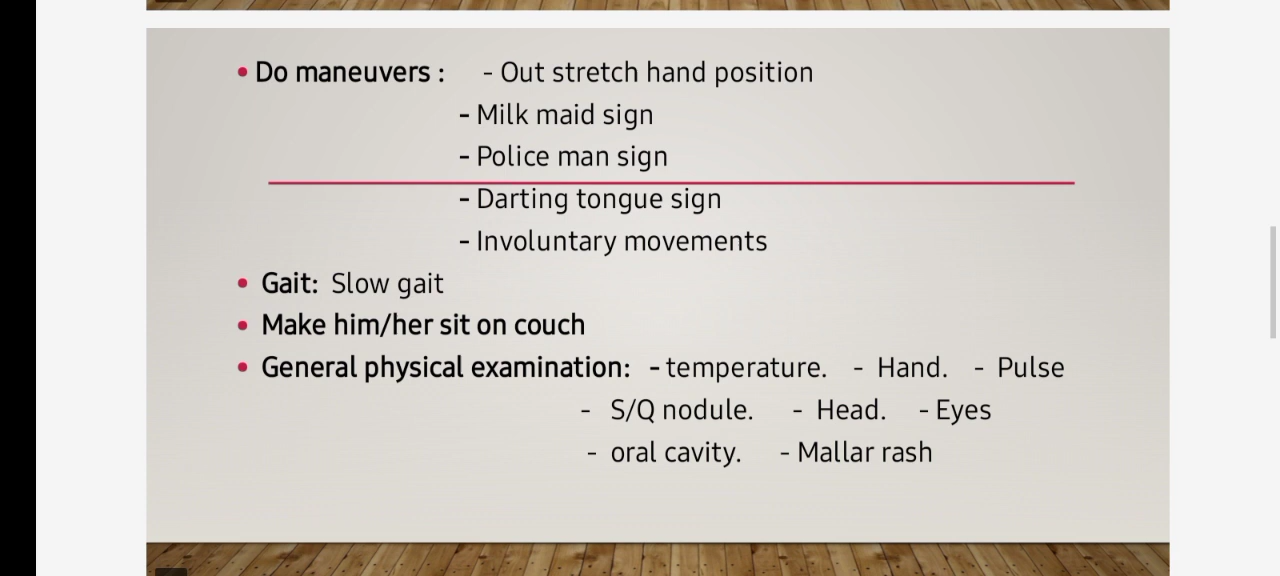 • Do maneuvers : - Out stretch hand position
- Milk maid sign
- Police man sign
- Darting tongue sign
- Involuntary movements
• Gait: Slow gait
• Make him/her sit on couch
• General physical examination: - temperature. - Hand. - Pulse
- S/Q nodule. - Head. - Eyes
- oral cavity. - Mallar rash